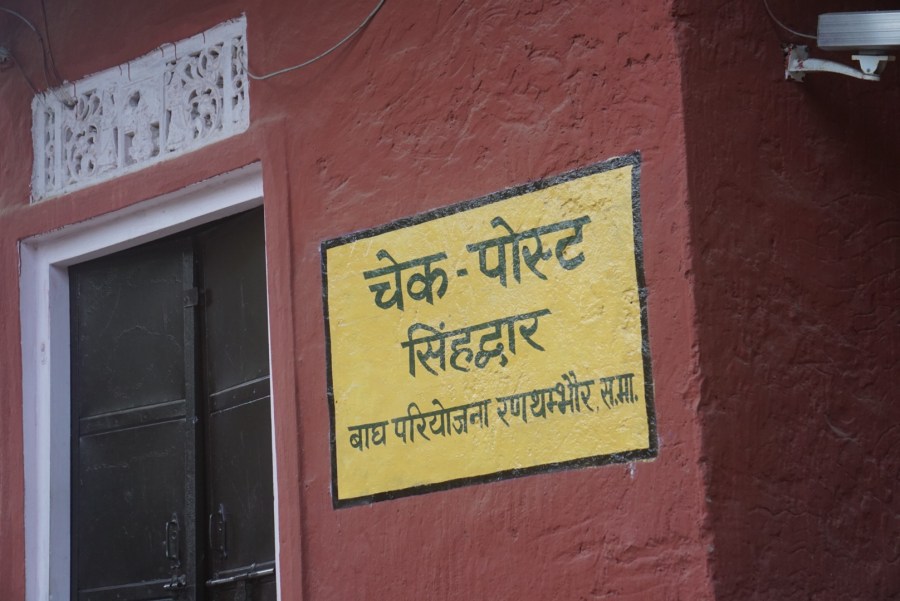 चेक-पोस्ट
सिंहद्वार
बाघ परियोजना रणथम्भौर, स.मा.